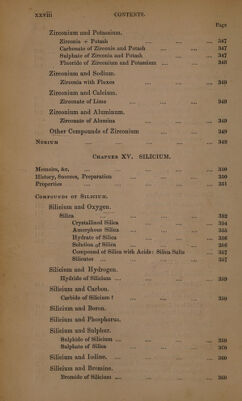 xxviii CONTENTS.
Page
Zirconium and Potassium.
Zirconia + Potash ... ... ... 347
Carbonate of Zirconia and Potash ... ... 347
Sulphate of Zirconia and Potash ... ... 347
Fluoride of Zirconium and Potassium ... ... 348
Zirconium and Sodium.
Zirconia with Fluxes ... ... ... 349
Zirconium and Calcium.
Zirconate of Lime ... ... ... 349
Zirconium and Aluminum.
Zirconate of Alumina ... ... ... 349
Other Compounds of Zirconium ... ... 349
NORIUM ... ... ... ... 349
CHAPTER XV. SILICIUM.
Memoirs, &c. ... ... ... ... 350
History, Sources, Preparation ... ... ... 350
Properties ... ... ... ... 351
COMPOUNDS OF SILICIUM.
Silicium and Oxygen.
Silica ... ... ... ... 352
Crystallized Silica ... ... ... 354
Amorphous Silica ... ... ... 355
Hydrate of Silica ... ... ... 356
Solution of Silica ... ... ... 356
Compound of Silica with Acids: Silica Salts ... 357
Silicates ... ... ... ... 357
Silicium and Hydrogen.
Hydride of Silicium ... ... ... 359
Silicium and Carbon.
Carbide of Silicium? ... ... ... 359
Silicium and Boron.
Silicium and Phosphorus.
Silicium and Sulphur.
Sulphide of Silicium ... ... ... 359
Sulphate of Silica ... ... ... 360
Silicium and Iodine. ... ... ... 360
Silicium and Bromine.
Bromide of Silicium ... ... ... 360